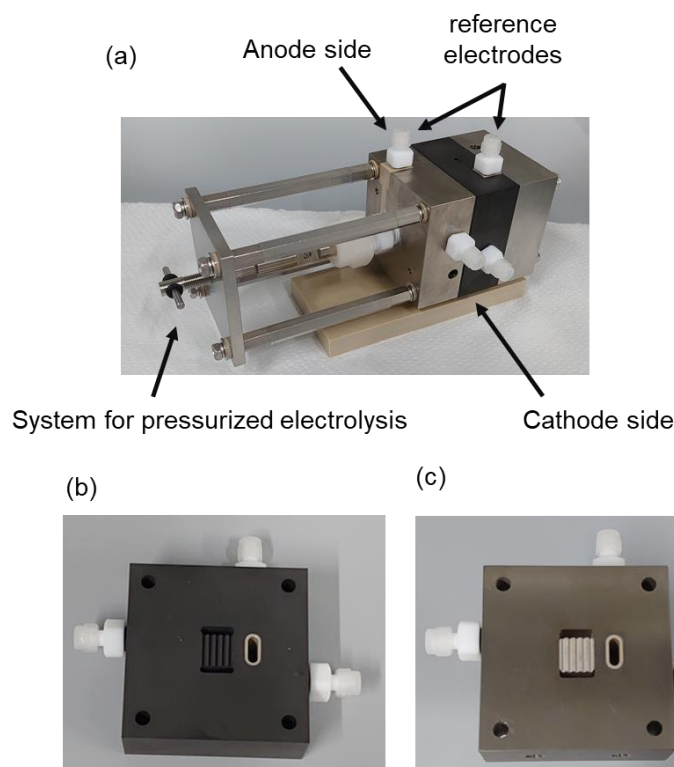 (a)
Anode side
reference
electrodes
System for pressurized electrolysis
Cathode side
(b)
(c)